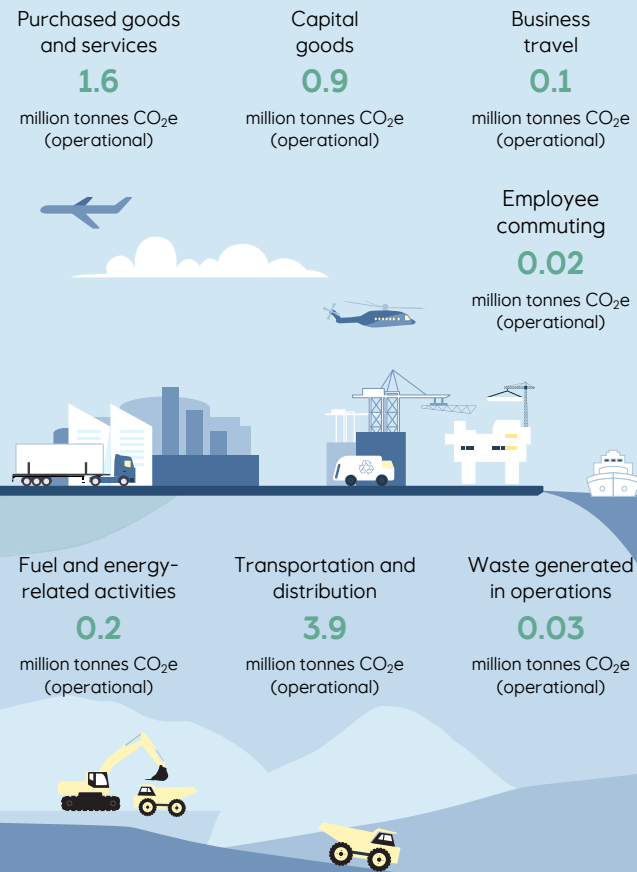 Purchased goods
and services
1.6
million tonnes CO₂e
(operational)
Capital
goods
0.9
million tonnes CO₂e
(operational)
Business
travel
0.1
million tonnes CO₂e
(operational)
Employee
commuting
0.02
million tonnes CO₂e
(operational)
Fuel and energy-
related activities
0.2
million tonnes CO₂e
(operational)
Transportation and
distribution
3.9
million tonnes CO₂e
(operational)
Waste generated
in operations
0.03
million tonnes CO₂e
(operational)